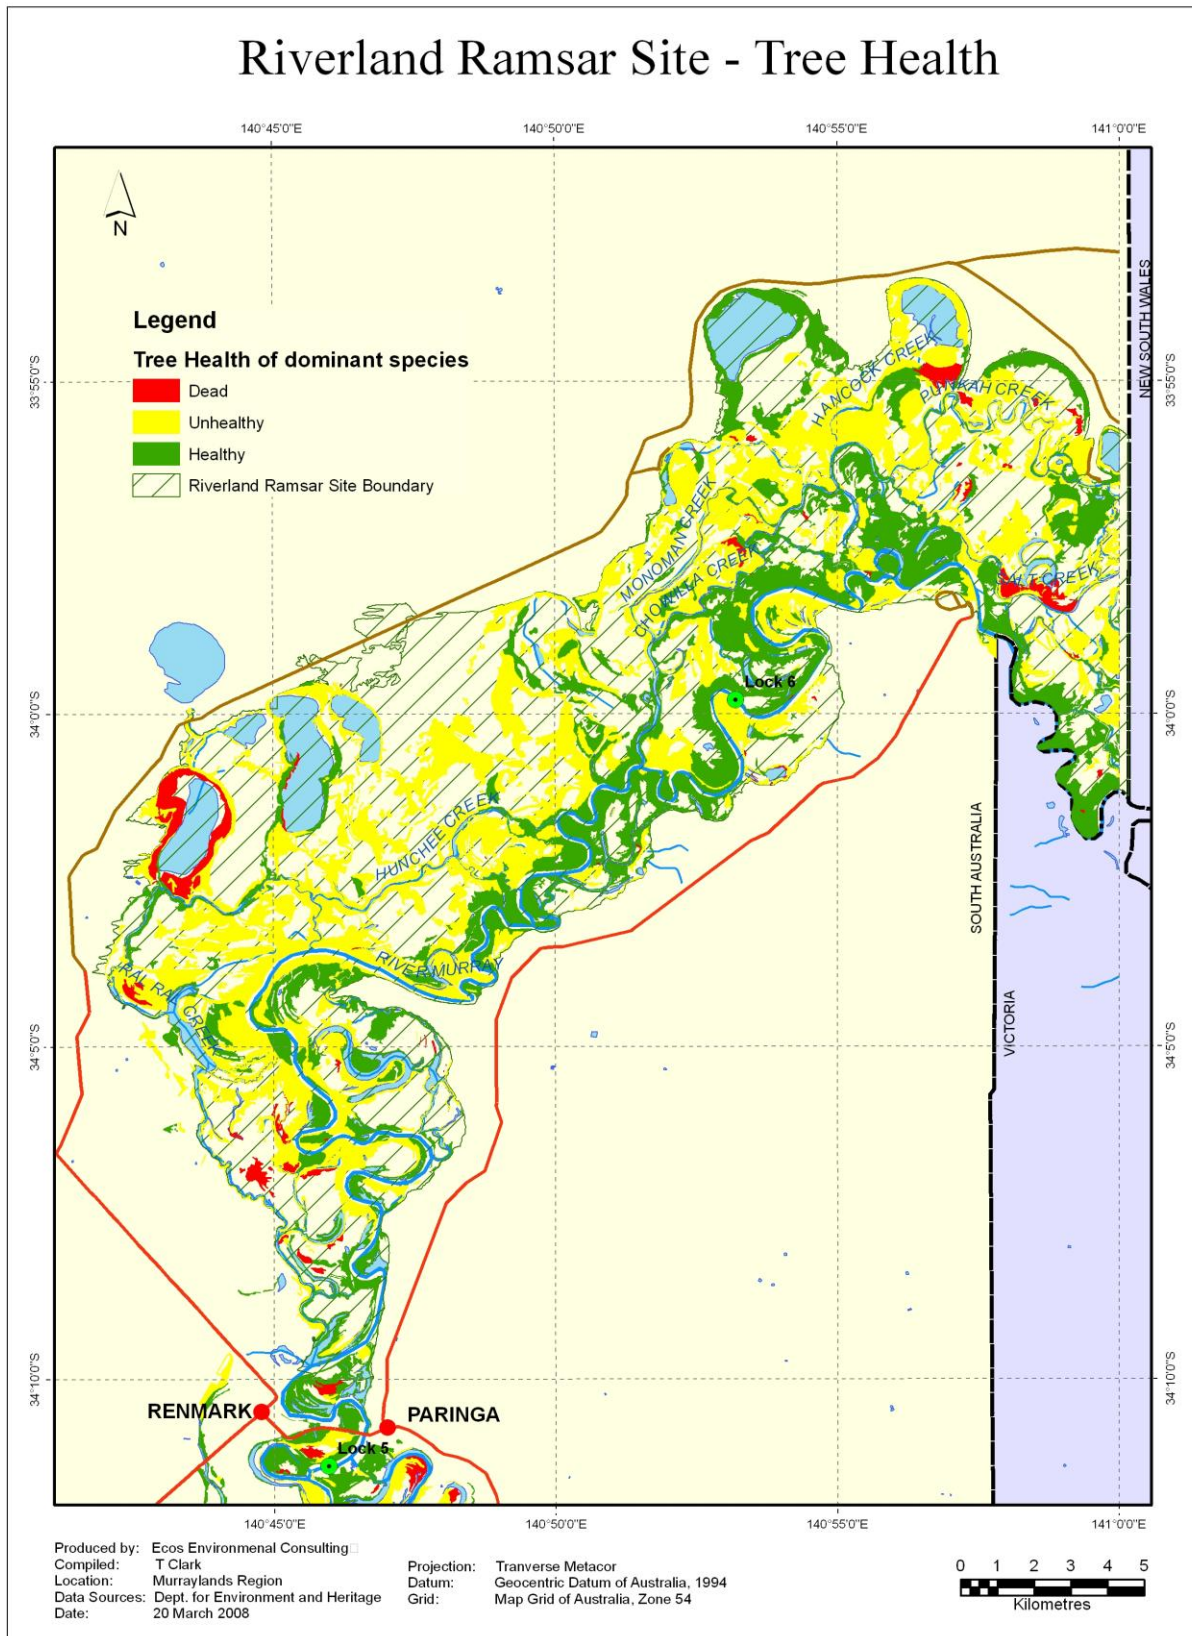 Riverland Ramsar Site - Tree Health
140°45'0"E
140°50'0"E
140°55'0"E
141°0'0"E
N
NEW SOUTH WALES
Legend
Tree Health of dominant species
Dead
Unhealthy
Healthy
Riverland Ramsar Site Boundary
33°55'0"S
33°55'0"S
HANCOCK CREEK
PUNKAH CREEK
MONOMAN CREEK
CHOWILLA CREEK
SALT CREEK
Lock 6
34°0'0"S
34°0'0"S
HUNCHEE CREEK
SOUTH AUSTRALIA
VICTORIA
RIVER MURRAY
RAL RAL CREEK
34°5'0"S
34°5'0"S
34°10'0"S
34°10'0"S
RENMARK
PARINGA
Lock 5
140°45'0"E
140°50'0"E
140°55'0"E
141°0'0"E
Produced by: Ecos Environmenal Consulting
Compiled: T Clark
Location: Murraylands Region
Data Sources: Dept. for Environment and Heritage
Date: 20 March 2008
Projection: Tranverse Metacor
Datum: Geocentric Datum of Australia, 1994
Grid: Map Grid of Australia, Zone 54
0 1 2 3 4 5
Kilometres